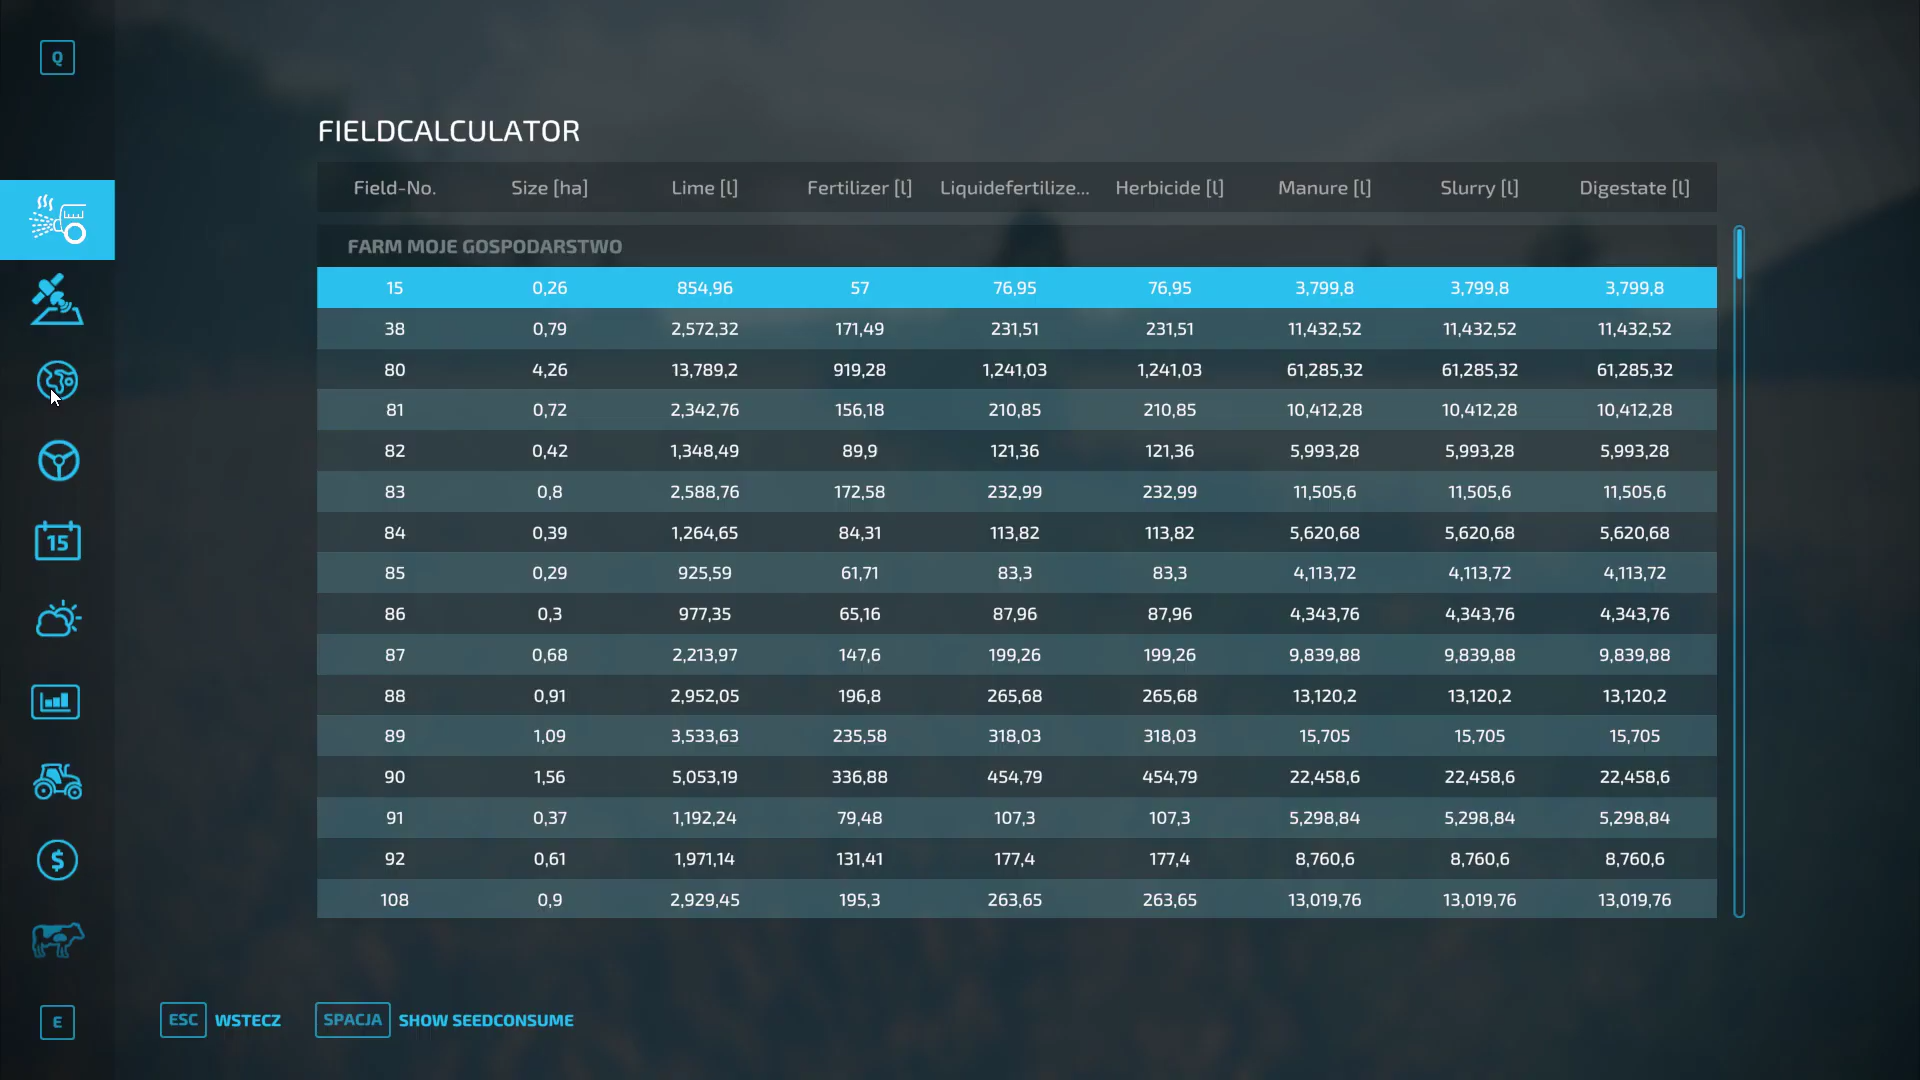 Q
FIELDCALCULATOR
Field-No. Size [ha] Lime [l] Fertilizer [l] Liquidefertilize... Herbicide [l] Manure [l] Slurry [l] Digestate [l]
FARM MOJE GOSPODARSTWO
15 0,26 854,96 57 76,95 76,95 3,799,8 3,799,8 3,799,8
38 0,79 2,572,32 171,49 231,51 231,51 11,432,52 11,432,52 11,432,52
80 4,26 13,789,2 919,28 1,241,03 1,241,03 61,285,32 61,285,32 61,285,32
81 0,72 2,342,76 156,18 210,85 210,85 10,412,28 10,412,28 10,412,28
82 0,42 1,348,49 89,9 121,36 121,36 5,993,28 5,993,28 5,993,28
83 0,8 2,588,76 172,58 232,99 232,99 11,505,6 11,505,6 11,505,6
84 0,39 1,264,65 84,31 113,82 113,82 5,620,68 5,620,68 5,620,68
15
85 0,29 925,59 61,71 83,3 83,3 4,113,72 4,113,72 4,113,72
86 0,3 977,35 65,16 87,96 87,96 4,343,76 4,343,76 4,343,76
87 0,68 2,213,97 147,6 199,26 199,26 9,839,88 9,839,88 9,839,88
88 0,91 2,952,05 196,8 265,68 265,68 13,120,2 13,120,2 13,120,2
89 1,09 3,533,63 235,58 318,03 318,03 15,705 15,705 15,705
90 1,56 5,053,19 336,88 454,79 454,79 22,458,6 22,458,6 22,458,6
91 0,37 1,192,24 79,48 107,3 107,3 5,298,84 5,298,84 5,298,84
92 0,61 1,971,14 131,41 177,4 177,4 8,760,6 8,760,6 8,760,6
$
108 0,9 2,929,45 195,3 263,65 263,65 13,019,76 13,019,76 13,019,76
E
ESC WSTECZ SPACJA SHOW SEEDCONSUME